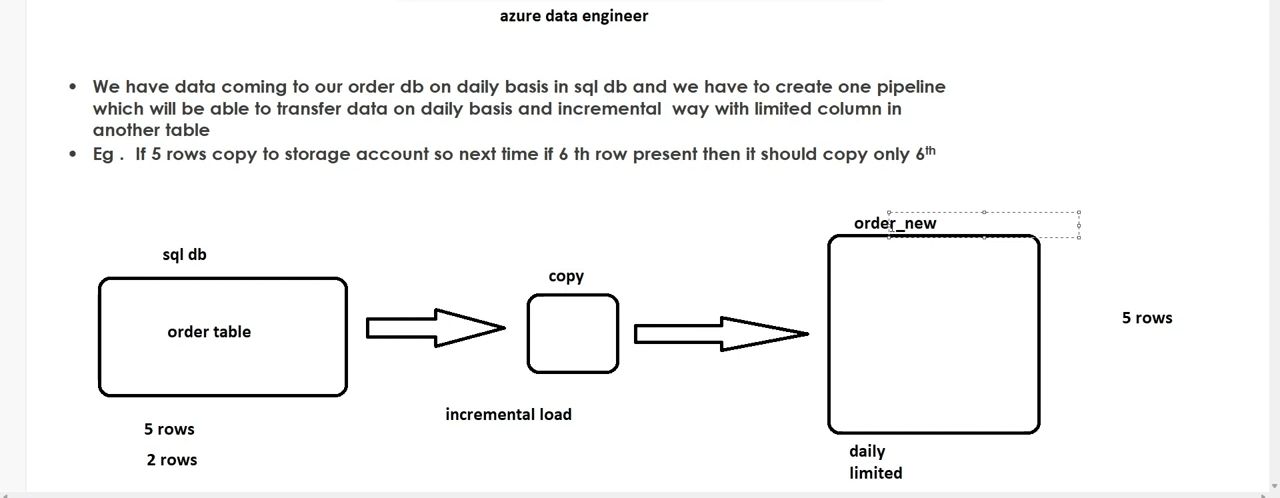 azure data engineer
• We have data coming to our order db on daily basis in sql db and we have to create one pipeline
which will be able to transfer data on daily basis and incremental way with limited column in
another table
• Eg . If 5 rows copy to storage account so next time if 6 th row present then it should copy only 6th
order_new
sql db
copy
order table
5 rows
incremental load
5 rows
2 rows
daily
limited